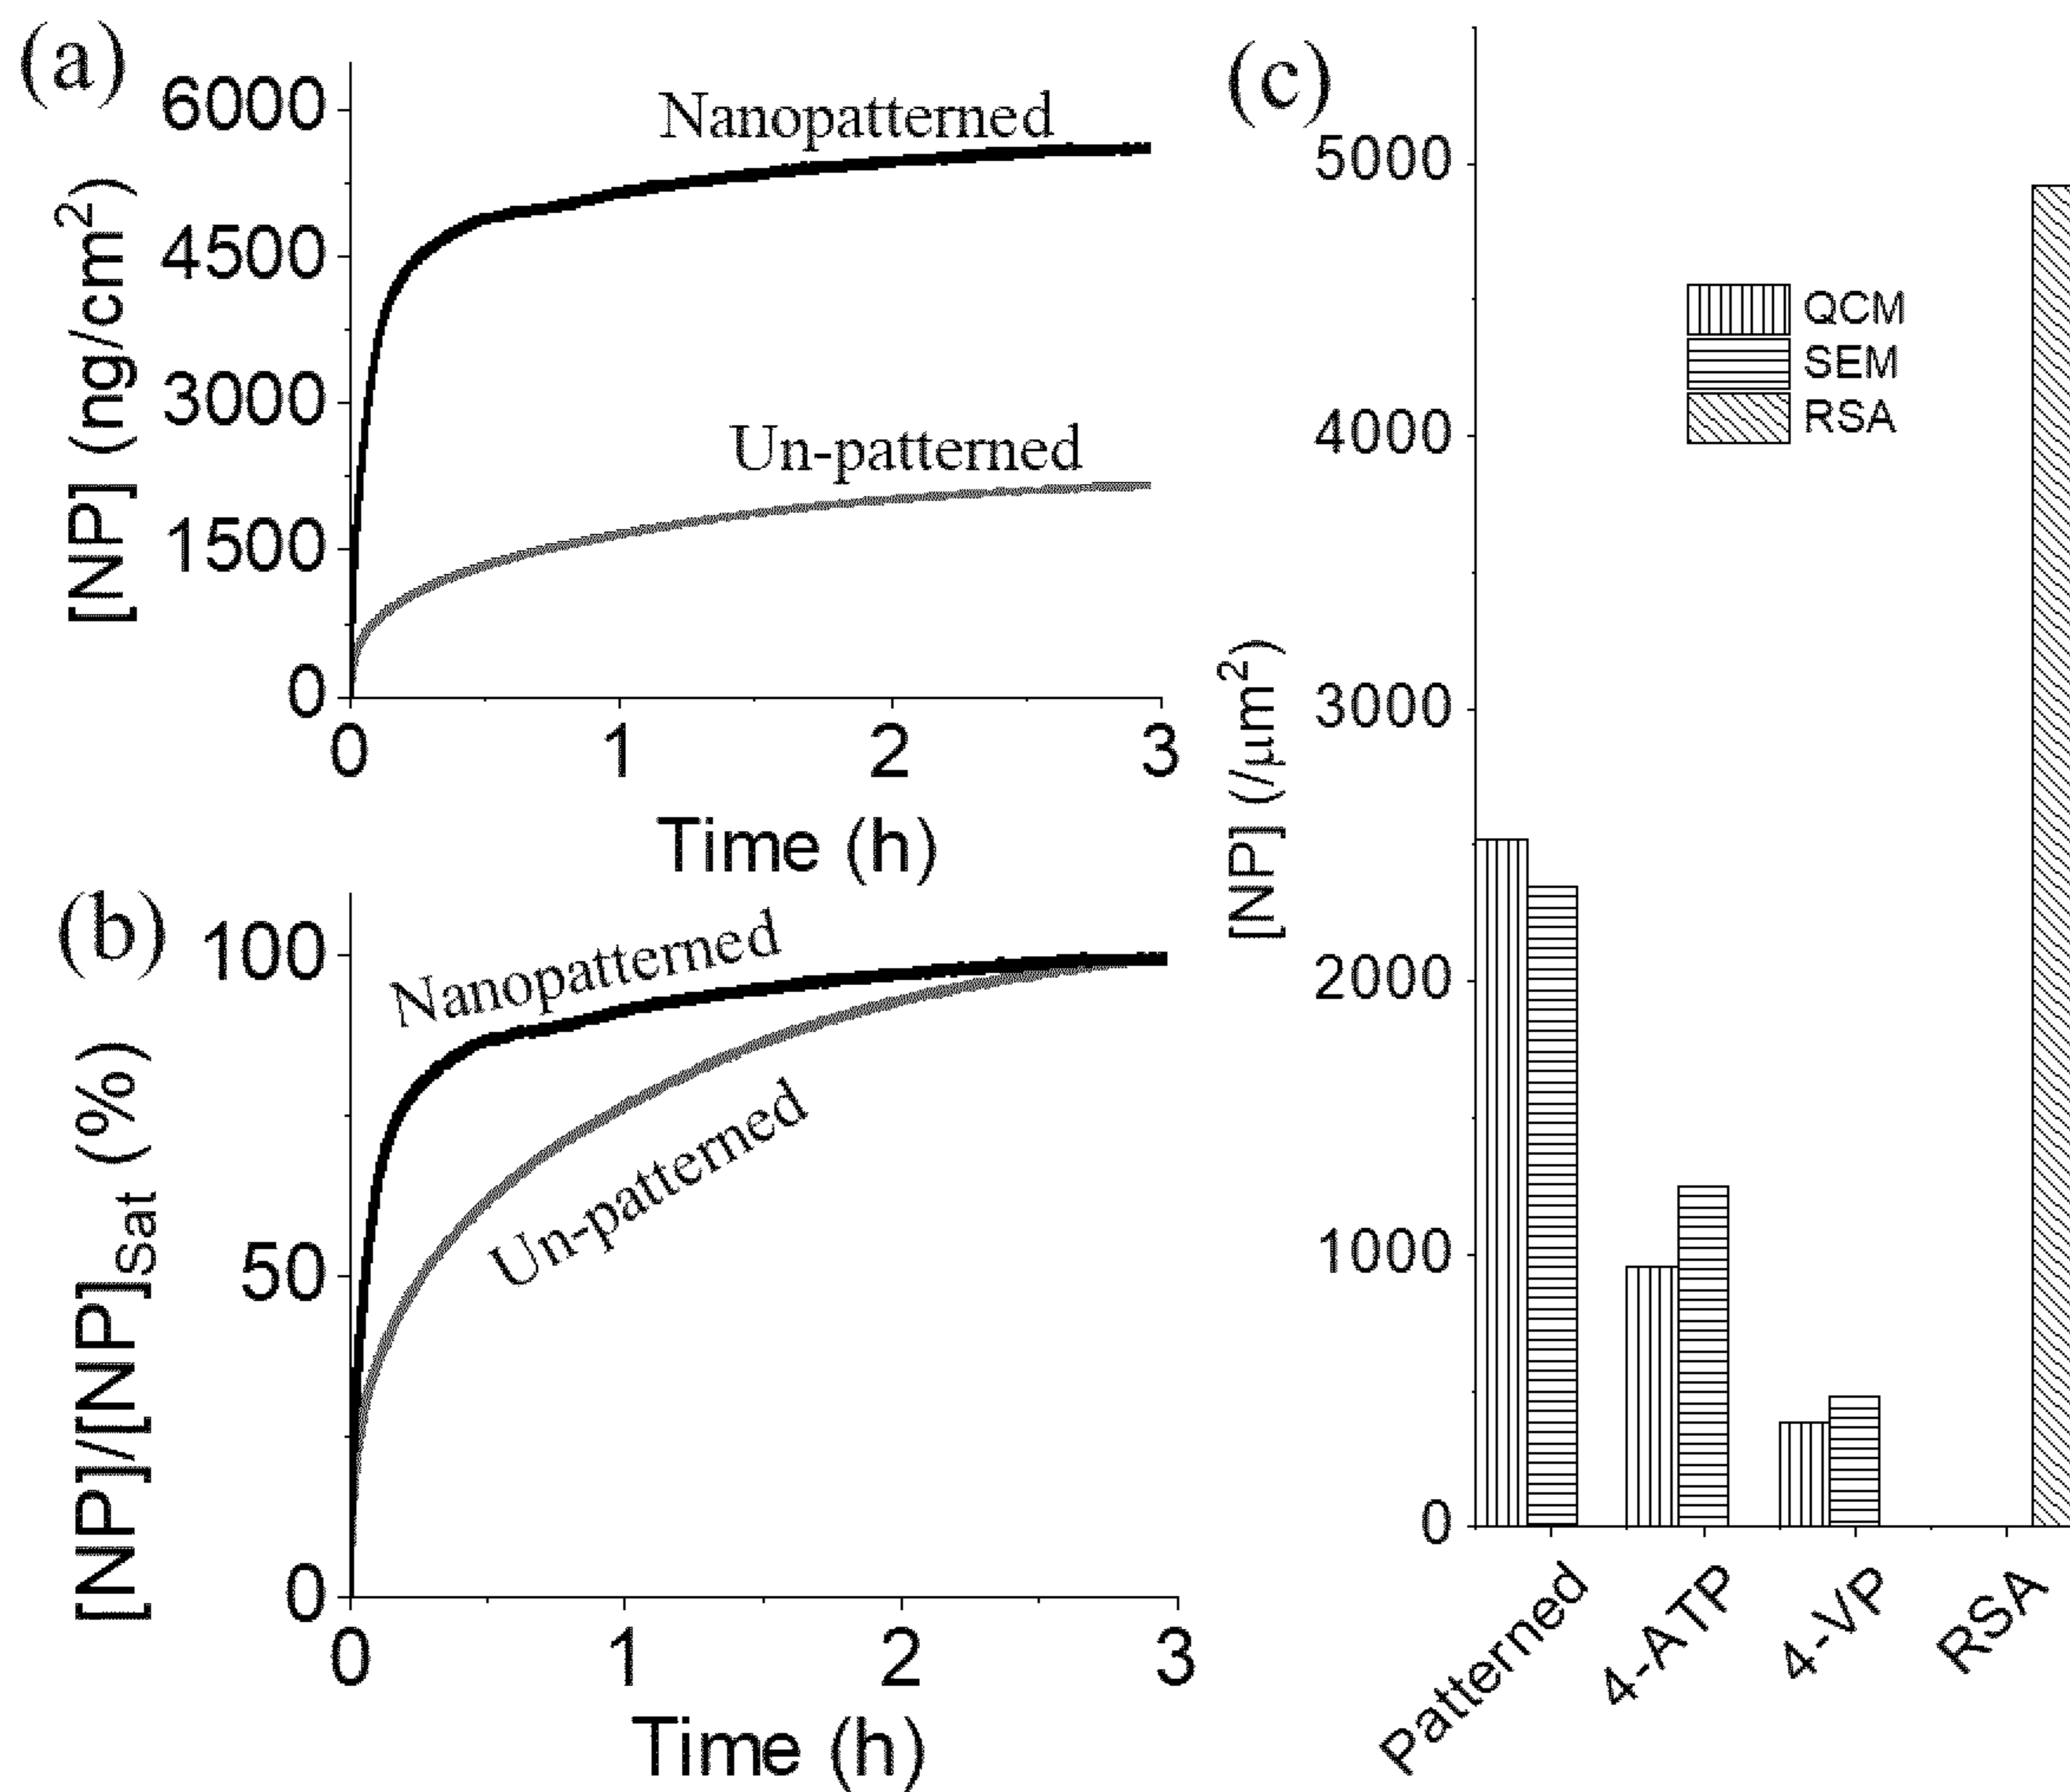 (a)
[NP] (ng/cm²)
6000
4500
3000
1500
0
Nanopatterned
Un-patterned
0 1 2 3
Time (h)
(b)
[NP]/[NP]Sat (%)
100
50
0
Nanopatterned
Un-patterned
0 1 2 3
Time (h)
(c)
[NP] (/μm²)
5000
4000
3000
2000
1000
0
QCM
SEM
RSA
Patterned
4-ATP
4-VP
RSA